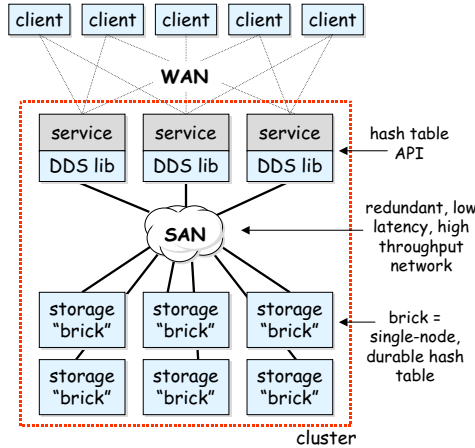 client client client client client
WAN
service service service
DDS lib DDS lib DDS lib
hash table
API
SAN
redundant, low
latency, high
throughput
network
storage storage storage
“brick” “brick” “brick”
brick =
single-node,
durable hash
table
storage storage storage
“brick” “brick” “brick”
cluster